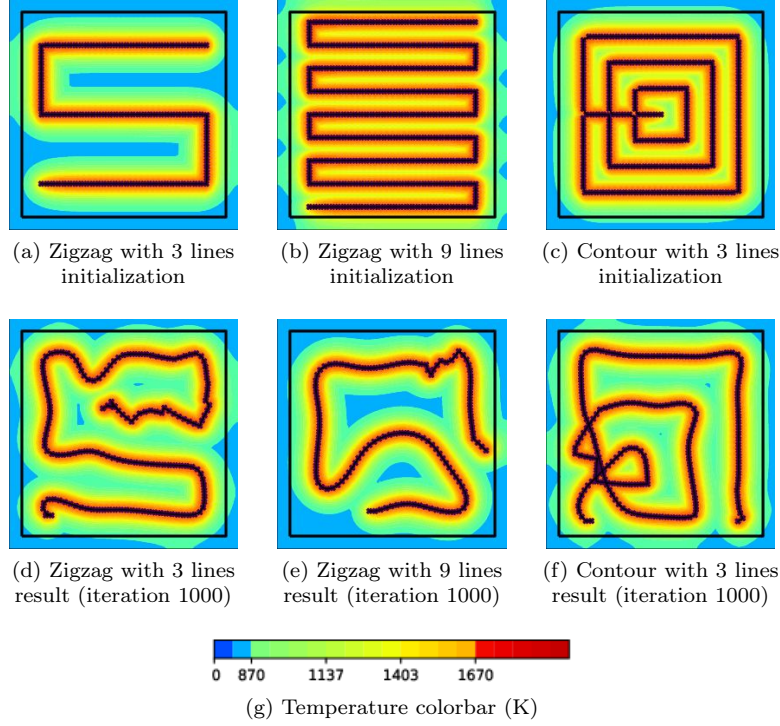 (a) Zigzag with 3 lines
initialization
(b) Zigzag with 9 lines
initialization
(c) Contour with 3 lines
initialization
(d) Zigzag with 3 lines
result (iteration 1000)
(e) Zigzag with 9 lines
result (iteration 1000)
(f) Contour with 3 lines
result (iteration 1000)
0 870 1137 1403 1670
(g) Temperature colorbar (K)